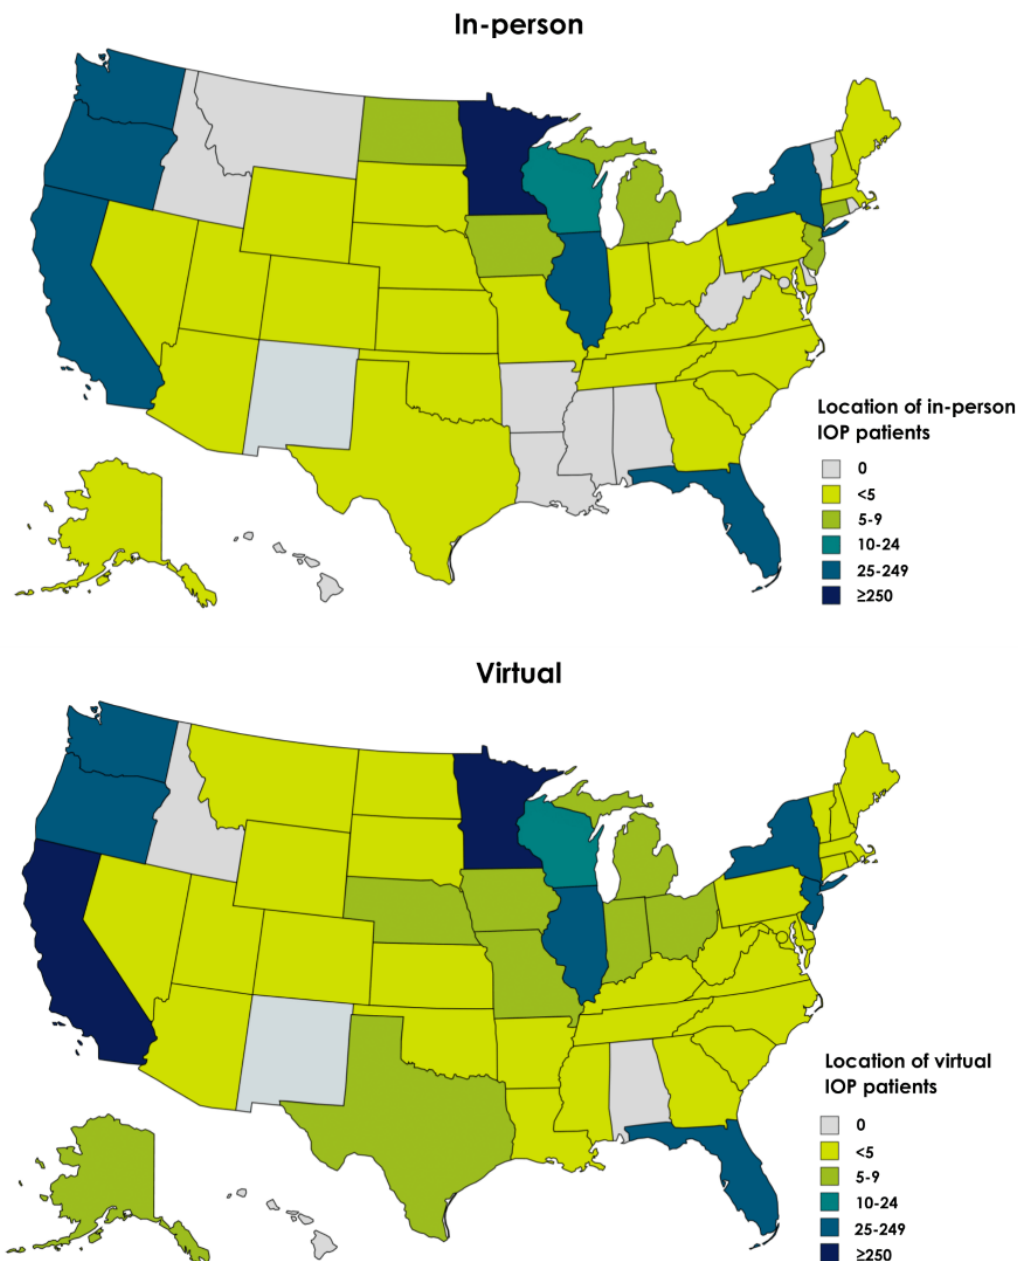 In-person
Location of in-person
IOP patients
0
<5
5-9
10-24
25-249
≥250
Virtual
Location of virtual
IOP patients
0
<5
5-9
10-24
25-249
≥250